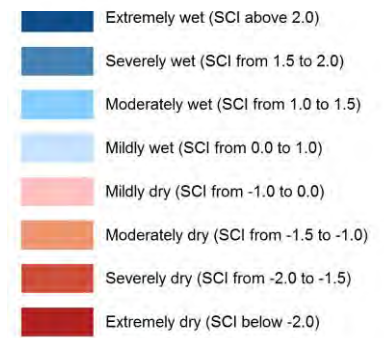 Extremely wet (SCI above 2.0)
Severely wet (SCI from 1.5 to 2.0)
Moderately wet (SCI from 1.0 to 1.5)
Mildly wet (SCI from 0.0 to 1.0)
Mildly dry (SCI from -1.0 to 0.0)
Moderately dry (SCI from -1.5 to -1.0)
Severely dry (SCI from -2.0 to -1.5)
Extremely dry (SCI below -2.0)